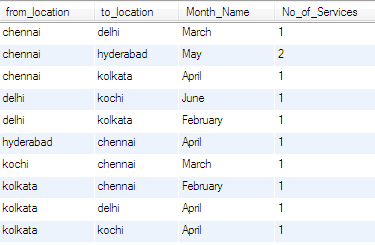 from_location to_location Month_Name No_of_Services
chennai delhi March 1
chennai hyderabad May 2
chennai kolkata April 1
delhi kochi June 1
delhi kolkata February 1
hyderabad chennai April 1
kochi chennai March 1
kolkata chennai February 1
kolkata delhi April 1
kolkata kochi April 1